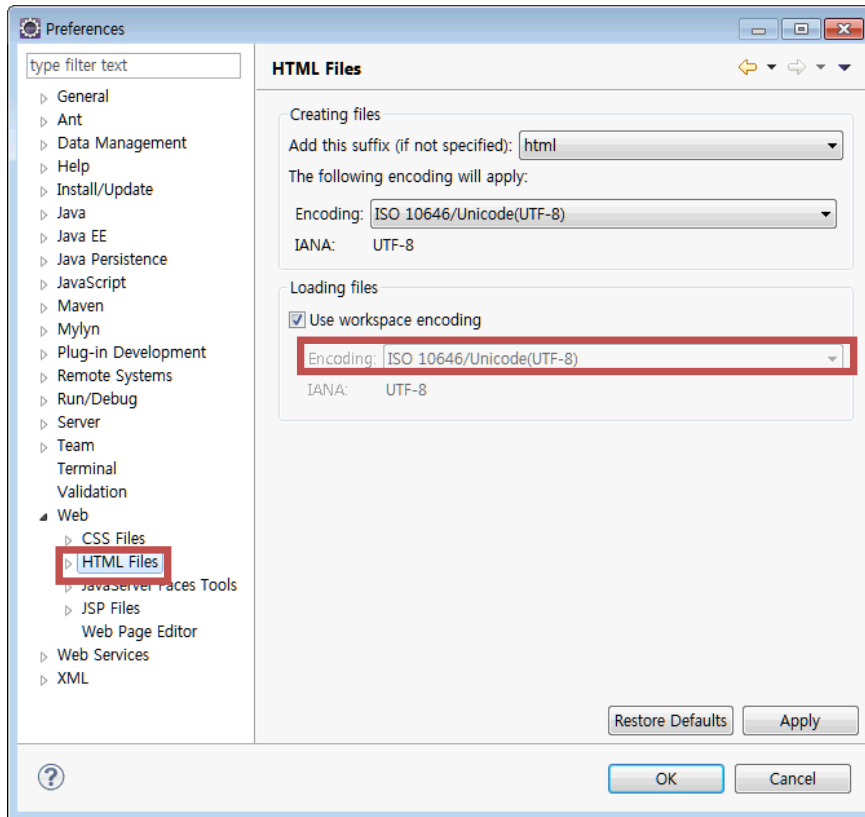 Preferences
type filter text
General
Ant
Data Management
Help
Install/Update
Java
Java EE
Java Persistence
JavaScript
Maven
Mylyn
Plug-in Development
Remote Systems
Run/Debug
Server
Team
Terminal
Validation
Web
CSS Files
HTML Files
JavaServer Faces Tools
JSP Files
Web Page Editor
Web Services
XML
HTML Files
Creating files
Add this suffix (if not specified): html
The following encoding will apply:
Encoding: ISO 10646/Unicode(UTF-8)
IANA: UTF-8
Loading files
Use workspace encoding
Encoding: ISO 10646/Unicode(UTF-8)
IANA: UTF-8
Restore Defaults Apply
? OK Cancel